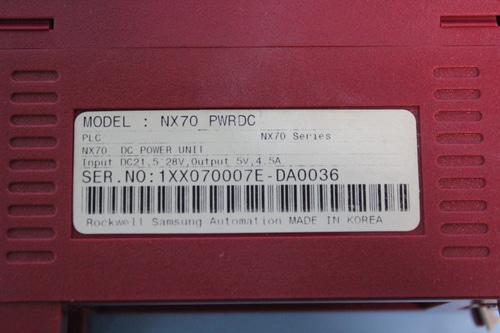 MODEL : NX70_PWRDC
PLC NX70 Series
NX70 DC POWER UNIT
Input DC21,5 28V,Output 5V,4.5A
SER.NO:1XX070007E-DA0036
Rockwell Samsung Automation MADE IN KOREA